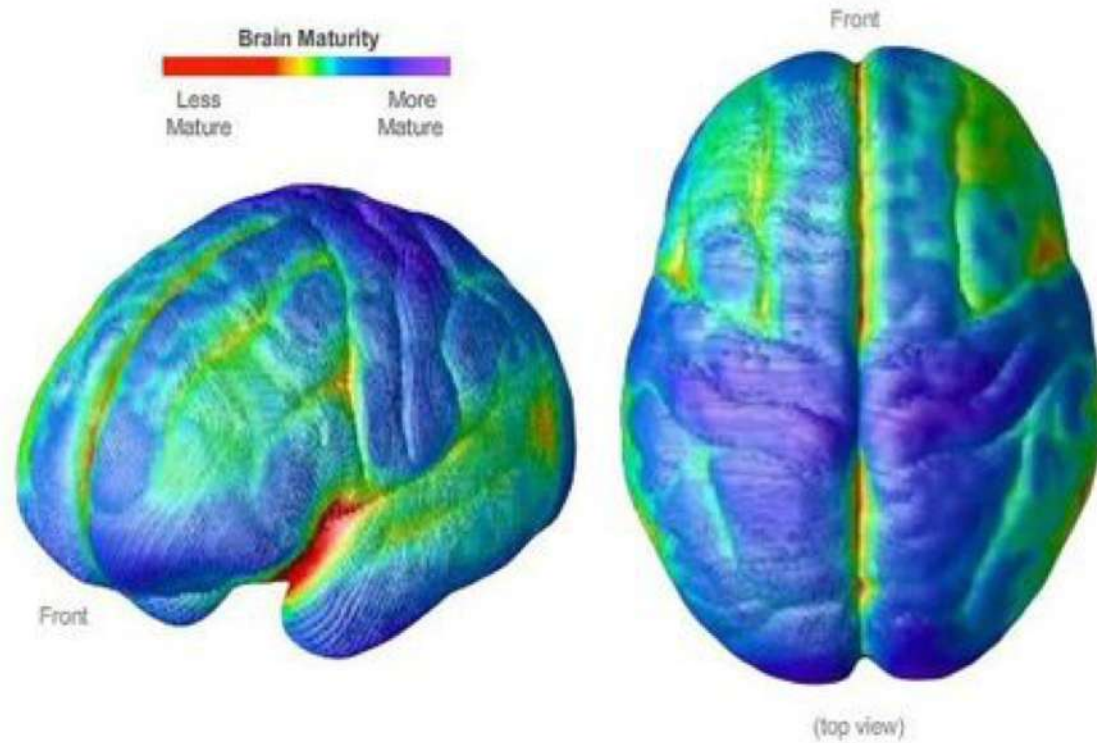 Brain Maturity
Less Mature
More Mature
Front
Front
(top view)